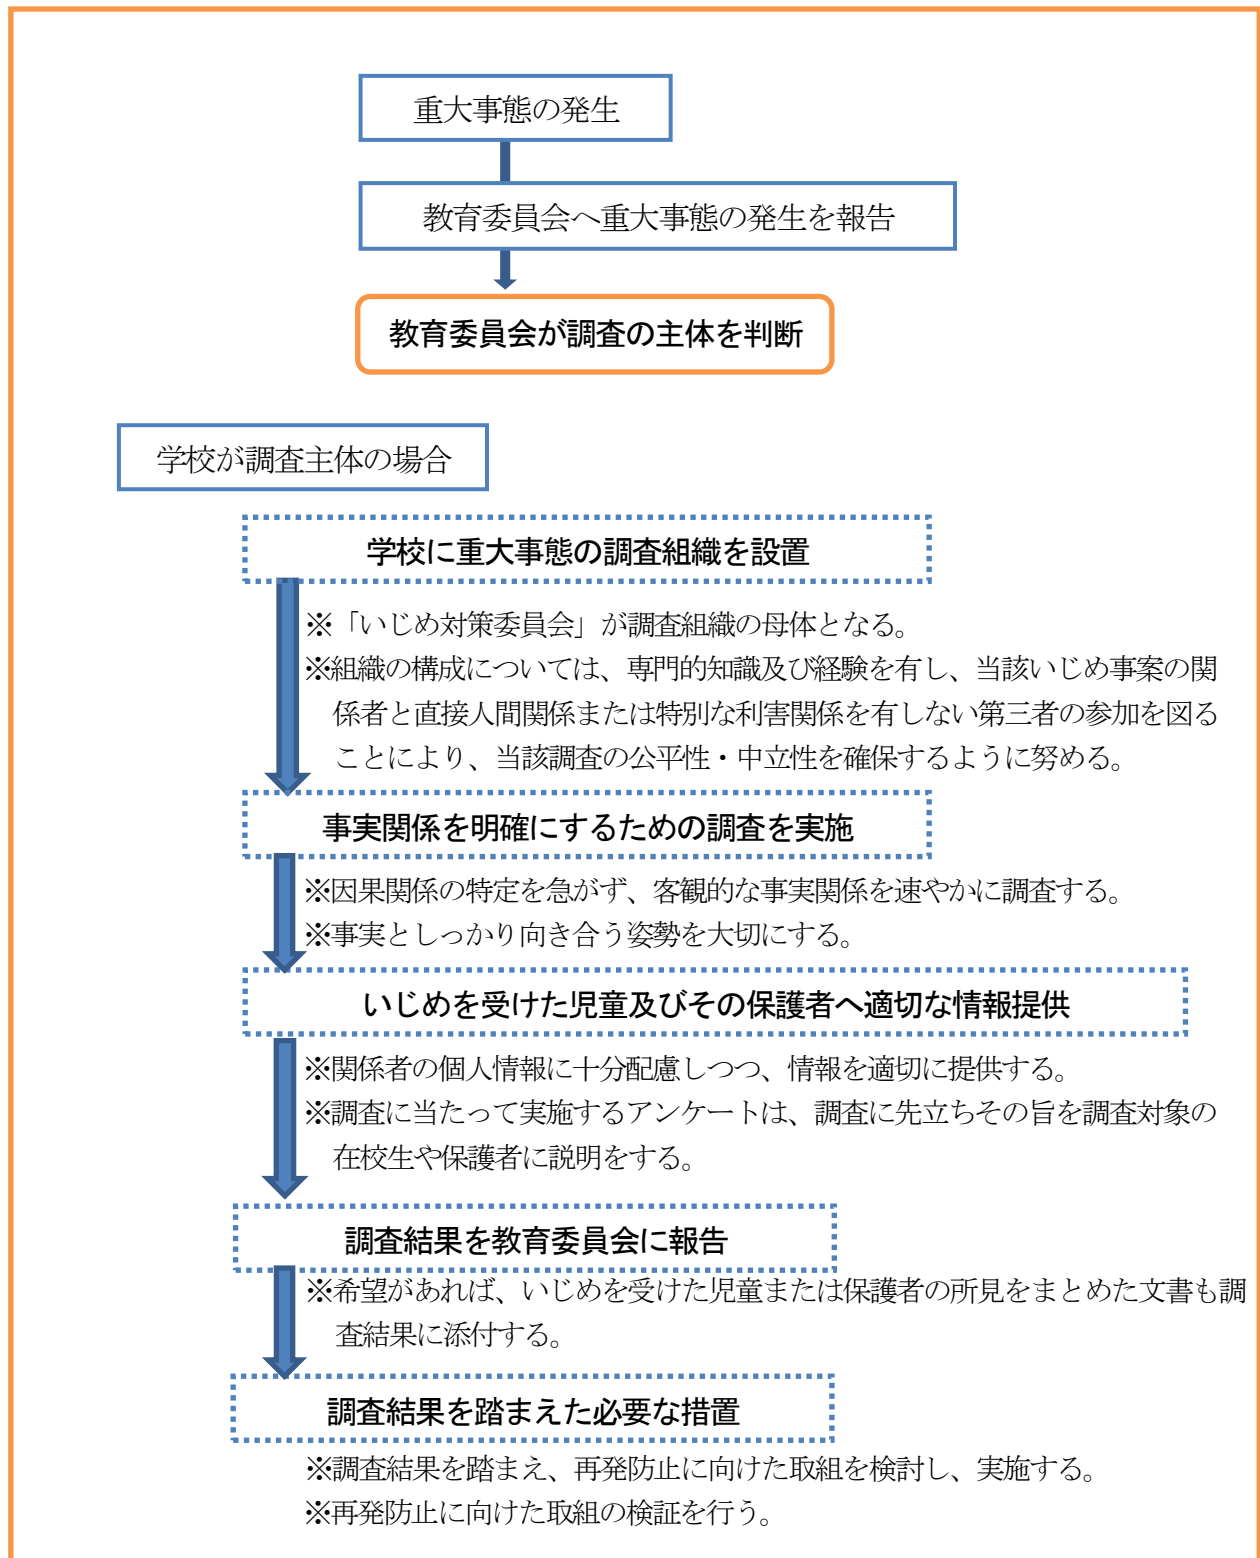 重大事態の発生
教育委員会へ重大事態の発生を報告
教育委員会が調査の主体を判断
学校が調査主体の場合
学校に重大事態の調査組織を設置
※「いじめ対策委員会」が調査組織の母体となる。
※組織の構成については、専門的知識及び経験を有し、当該いじめ事案の関
係者と直接人間関係または特別な利害関係を有しない第三者の参加を図る
ことにより、当該調査の公平性・中立性を確保するように努める。
事実関係を明確にするための調査を実施
※因果関係の特定を急がず、客観的な事実関係を速やかに調査する。
※事実としっかり向き合う姿勢を大切にする。
いじめを受けた児童及びその保護者へ適切な情報提供
※関係者の個人情報に十分配慮しつつ、情報を適切に提供する。
※調査に当たって実施するアンケートは、調査に先立ちその旨を調査対象の
在校生や保護者に説明をする。
調査結果を教育委員会に報告
※希望があれば、いじめを受けた児童または保護者の所見をまとめた文書も調
査結果に添付する。
調査結果を踏まえた必要な措置
※調査結果を踏まえ、再発防止に向けた取組を検討し、実施する。
※再発防止に向けた取組の検証を行う。